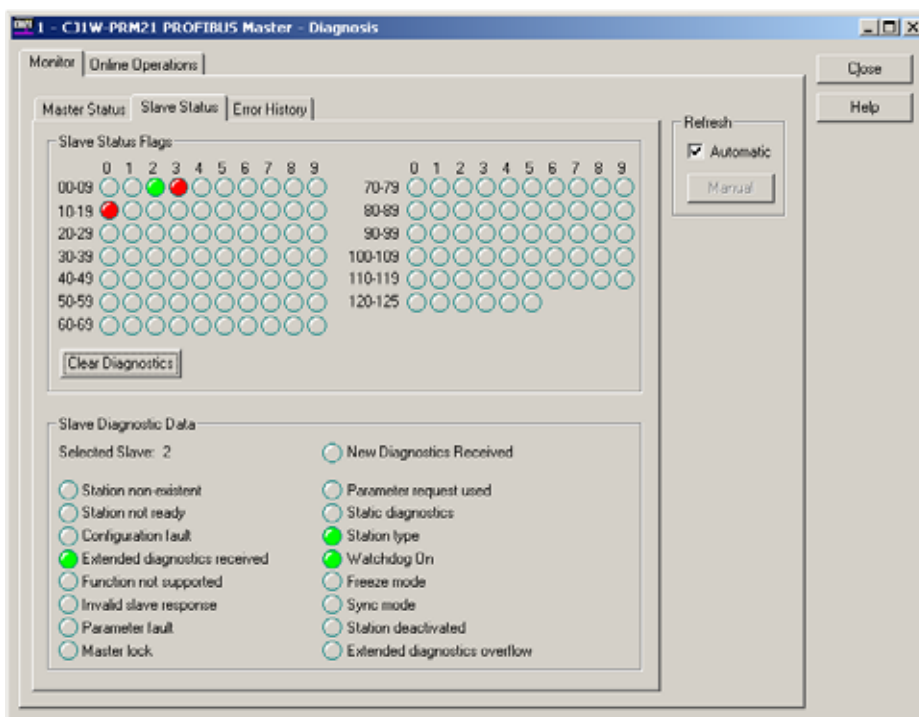 1 - CJ1W-PRM21 PROFIBUS Master - Diagnosis
Monitor Online Operations
Close
Help
Master Status Slave Status Error History
Refresh
Automatic
Manual
Slave Status Flags
0 1 2 3 4 5 6 7 8 9 0 1 2 3 4 5 6 7 8 9
00-09 70-79
10-19 80-89
20-29 90-99
30-39 100-109
40-49 110-119
50-59 120-125
60-69
Clear Diagnostics
Slave Diagnostic Data
Selected Slave: 2 New Diagnostics Received
Station non-existent Parameter request used
Station not ready Static diagnostics
Configuration fault Station type
Extended diagnostics received Watchdog On
Function not supported Freeze mode
Invalid slave response Sync mode
Parameter fault Station deactivated
Master lock Extended diagnostics overflow